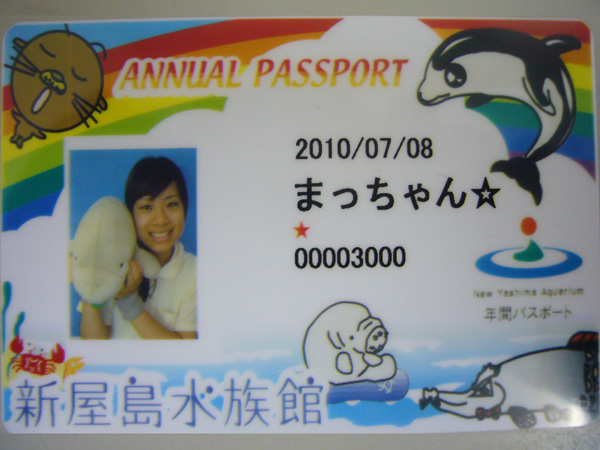 ANNUAL PASSPORT
2010/07/08
まっちゃん☆
★
00003000
New Yashima Aquarium
年間パスポート
新屋島水族館